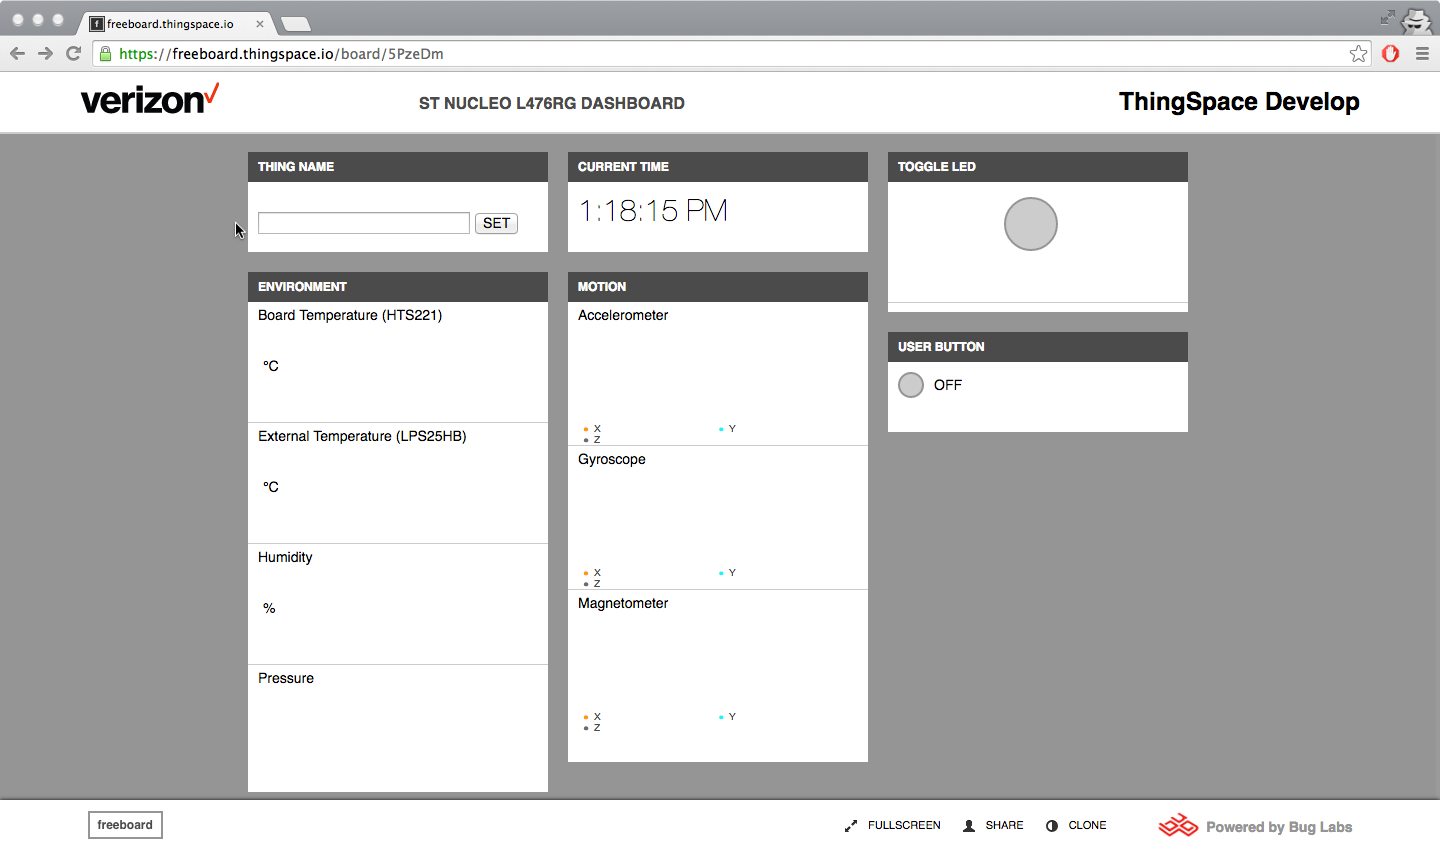 freeboard.thingspace.io
https://freeboard.thingspace.io/board/5PzeDm
verizon
ST NUCLEO L476RG DASHBOARD
ThingSpace Develop
THING NAME
SET
CURRENT TIME
1:18:15 PM
TOGGLE LED
ENVIRONMENT
Board Temperature (HTS221)
°C
External Temperature (LPS25HB)
°C
Humidity
%
Pressure
MOTION
Accelerometer
X Y
Z
Gyroscope
X Y
Z
Magnetometer
X Y
Z
USER BUTTON
OFF
freeboard
FULLSCREEN SHARE CLONE
Powered by Bug Labs